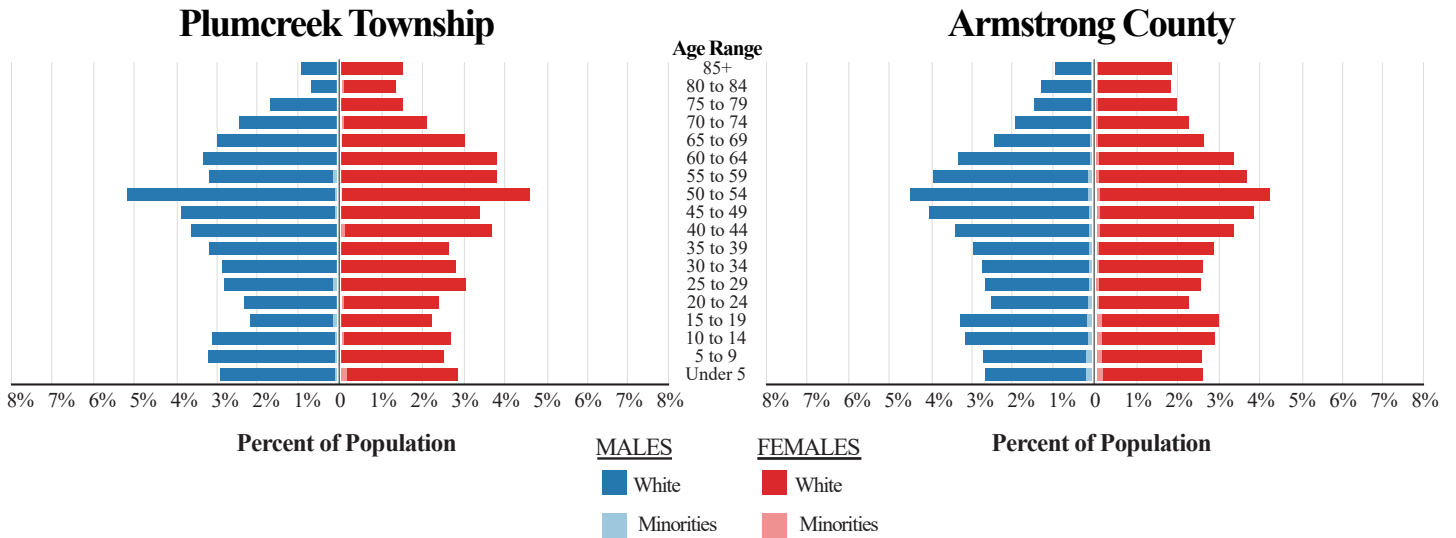 Plumcreek Township
Armstrong County
Age Range
85+
80 to 84
75 to 79
70 to 74
65 to 69
60 to 64
55 to 59
50 to 54
45 to 49
40 to 44
35 to 39
30 to 34
25 to 29
20 to 24
15 to 19
10 to 14
5 to 9
Under 5
8% 7% 6% 5% 4% 3% 2% 1% 0 1% 2% 3% 4% 5% 6% 7% 8%
8% 7% 6% 5% 4% 3% 2% 1% 0 1% 2% 3% 4% 5% 6% 7% 8%
Percent of Population
Percent of Population
MALES
White
Minorities
FEMALES
White
Minorities